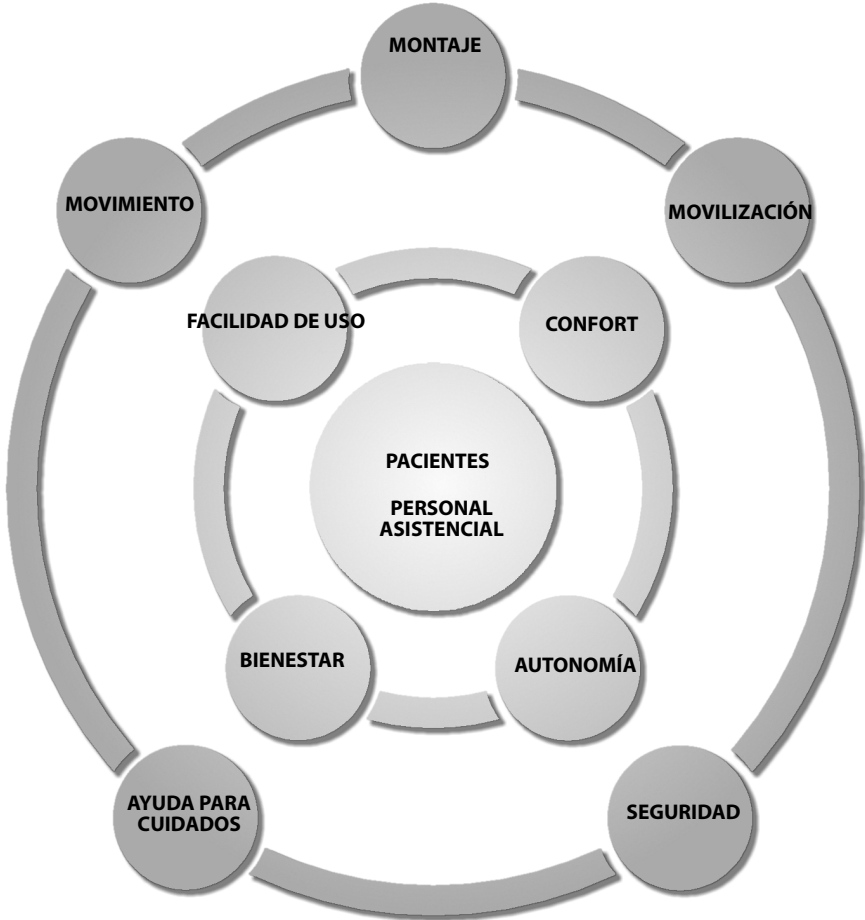 MONTAJE
MOVIMIENTO
MOVILIZACIÓN
FACILIDAD DE USO
CONFORT
PACIENTES
PERSONAL
ASISTENCIAL
BIENESTAR
AUTONOMÍA
AYUDA PARA
CUIDADOS
SEGURIDAD